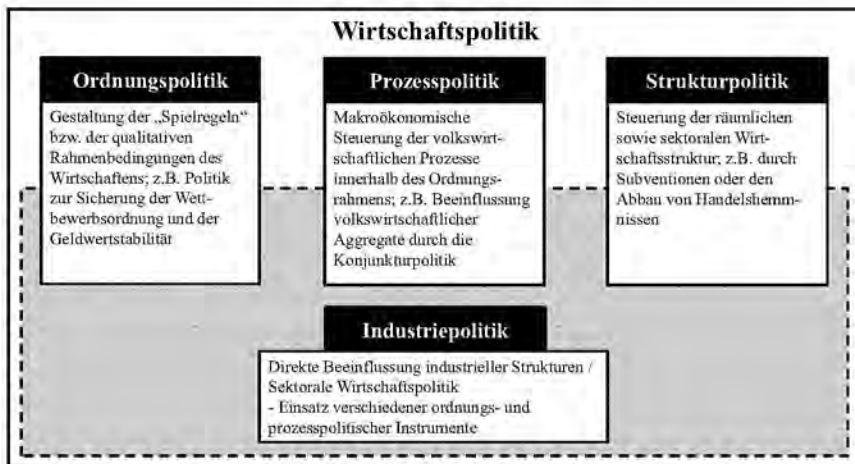 Wirtschaftspolitik
Ordnungspolitik
Gestaltung der „Spielregeln“
bzw. der qualitativen
Rahmenbedingungen des
Wirtschaftens; z.B. Politik
zur Sicherung der Wett-
bewerbsordnung und der
Geldwertstabilität
Prozesspolitik
Makroökonomische
Steuerung der volkswirt-
schaftlichen Prozesse
innerhalb des Ordnungs-
rahmens; z.B. Beeinflussung
volkswirtschaftlicher
Aggregate durch die
Konjunkturpolitik
Strukturpolitik
Steuerung der räumlichen
sowie sektoralen Wirt-
schaftsstruktur; z.B. durch
Subventionen oder den
Abbau von Handelshemm-
nissen
Industriepolitik
Direkte Beeinflussung industrieller Strukturen /
Sektorale Wirtschaftspolitik
- Einsatz verschiedener ordnungs- und
prozesspolitischer Instrumente